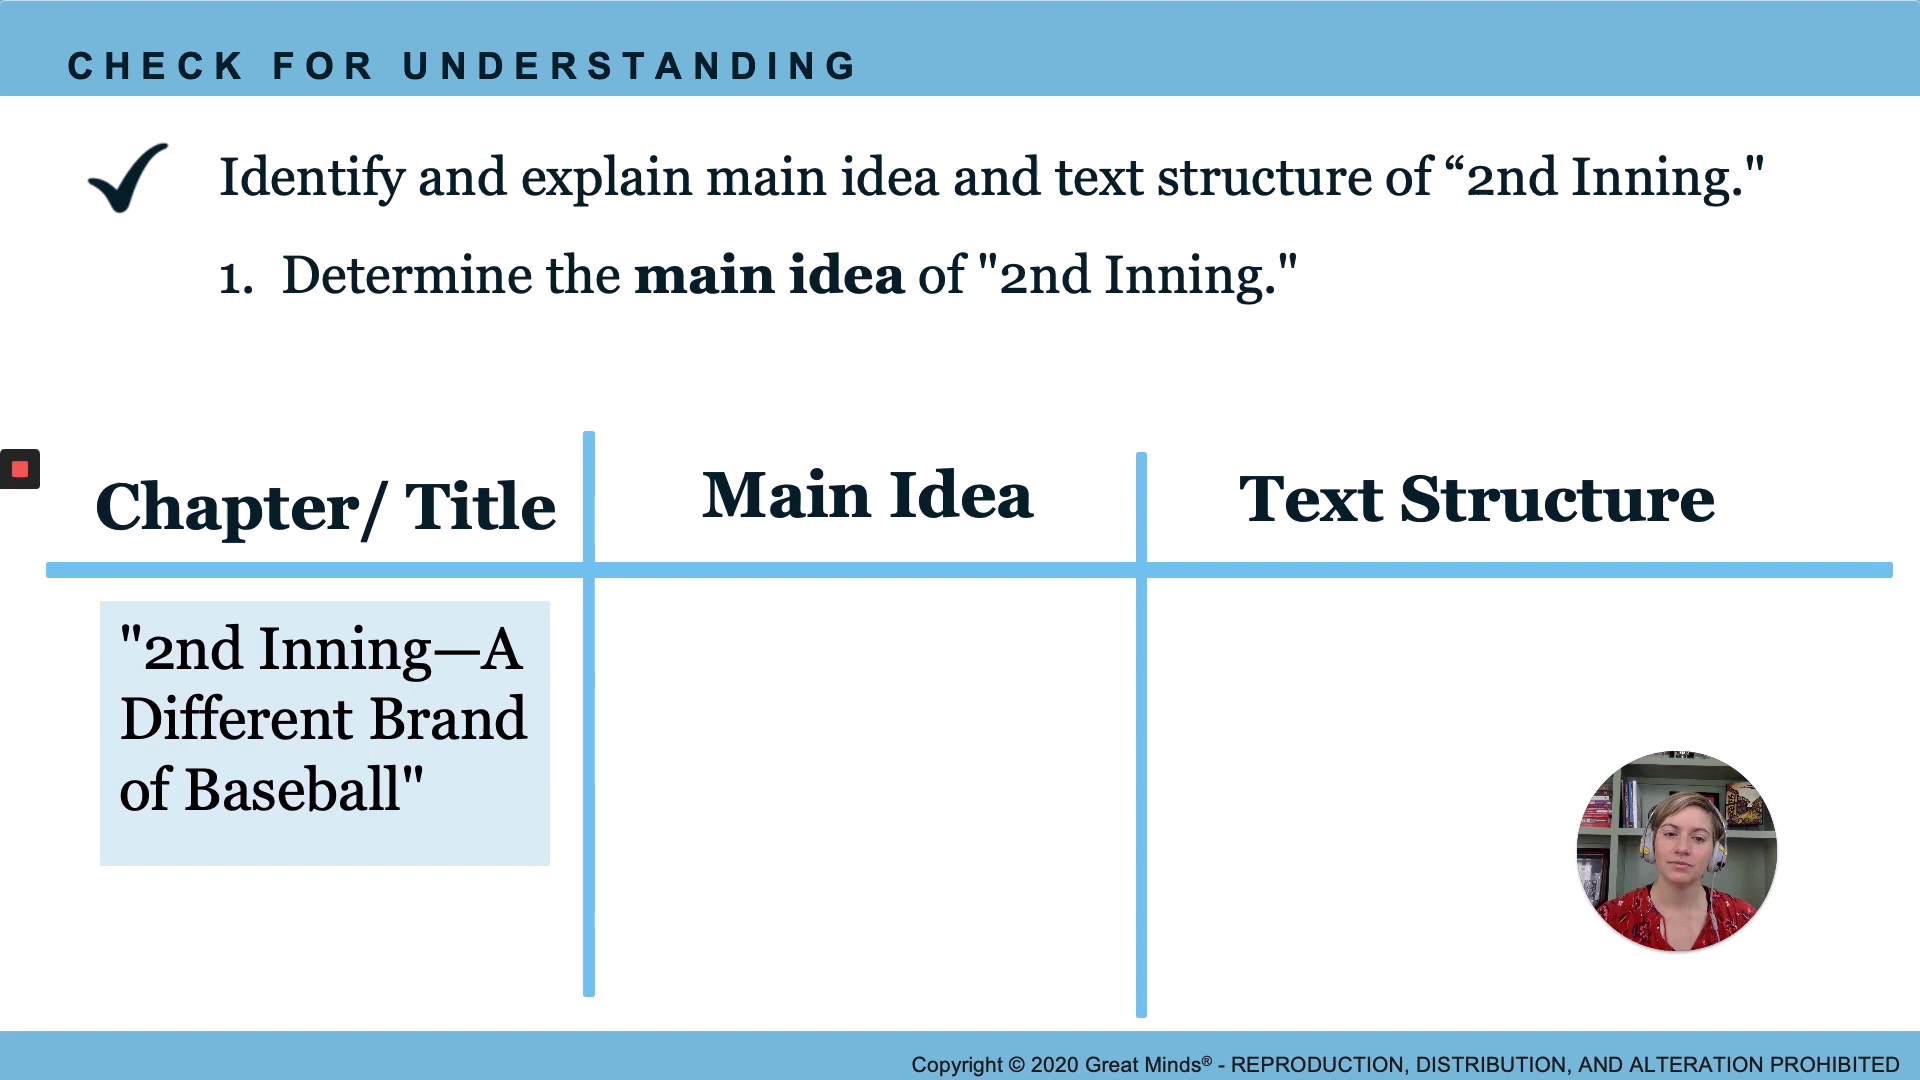 CHECK FOR UNDERSTANDING
Identify and explain main idea and text structure of “2nd Inning."
1. Determine the main idea of "2nd Inning."
Chapter/ Title
Main Idea
Text Structure
"2nd Inning—A
Different Brand
of Baseball"
Copyright © 2020 Great Minds® - REPRODUCTION, DISTRIBUTION, AND ALTERATION PROHIBITED